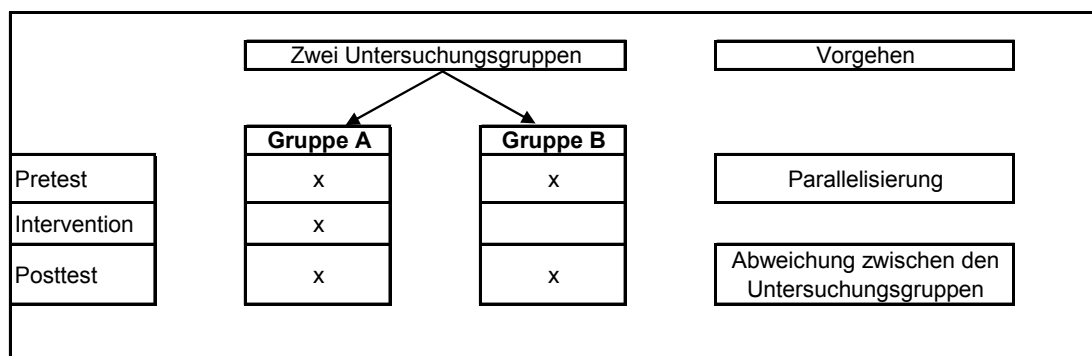 Zwei Untersuchungsgruppen Vorgehen
Gruppe A Gruppe B
Pretest x x Parallelisierung
Intervention x
Posttest x x Abweichung zwischen den
Untersuchungsgruppen